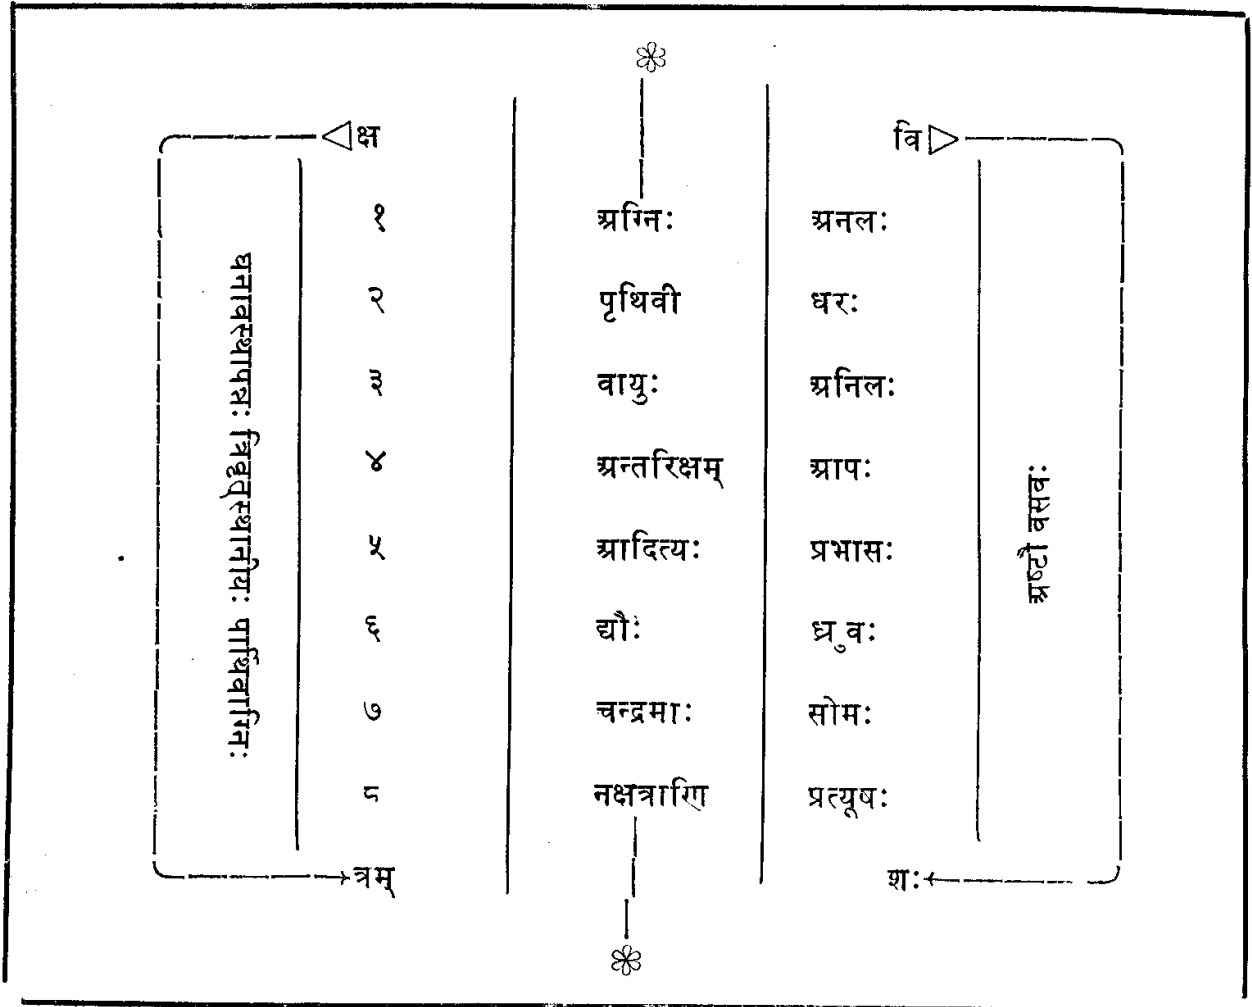 क्ष वि
१ अग्निः अनलः
२ पृथिवी धरः
३ वायुः अनिलः
४ अन्तरिक्षम् आपः
५ आदित्यः प्रभासः
६ द्यौः ध्रुवः
७ चन्द्रमाः सोमः
८ नक्षत्राणि प्रत्यूषः
त्रम् शः
घनावस्थापन्नः त्रिवृत्स्थानीयः पार्थिवाग्निः
अष्टौ वसवः